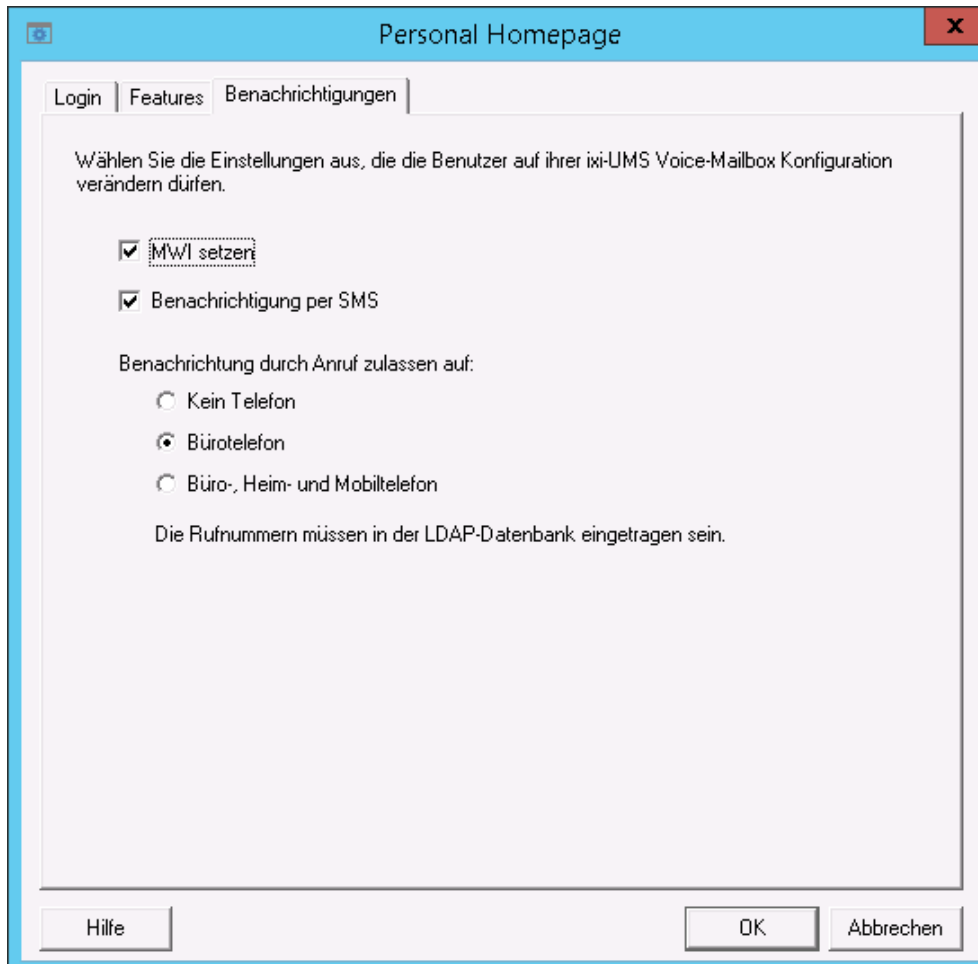 Personal Homepage
x
Login Features Benachrichtigungen
Wählen Sie die Einstellungen aus, die die Benutzer auf ihrer ixi-UMS Voice-Mailbox Konfiguration
verändern dürfen.
MWI setzen
Benachrichtigung per SMS
Benachrichtung durch Anruf zulassen auf:
Kein Telefon
Bürotelefon
Büro-, Heim- und Mobiltelefon
Die Rufnummern müssen in der LDAP-Datenbank eingetragen sein.
Hilfe OK Abbrechen